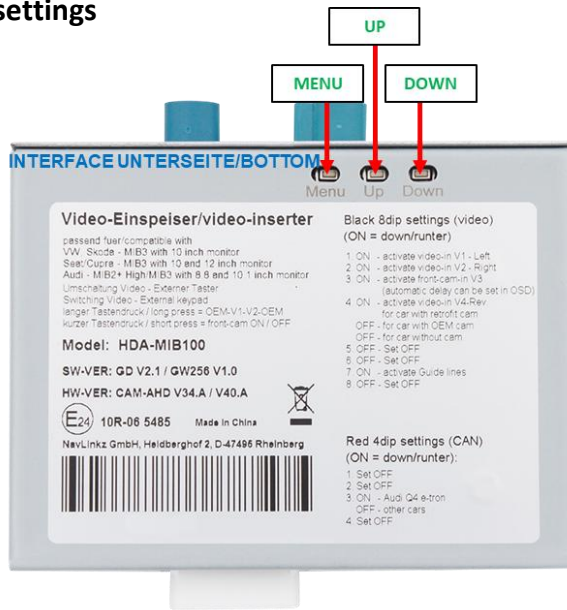 settings
UP
MENU
DOWN
INTERFACE UNTERSEITE/BOTTOM
Menu Up Down
Video-Einspeiser/video-inserter
passend fuer/compatible with
VW, Skoda - MIB3 with 10 inch monitor
Seat/Cupra - MIB3 with 10 and 12 inch monitor
Audi - MIB2+ High/MIB3 with 8.8 and 10.1 inch monitor
Umschaltung Video - Externer Taster
Switching Video - External keypad
langer Tastendruck / long press = OEM-V1-V2-OEM
kurzer Tastendruck / short press = front-cam ON / OFF
Model: HDA-MIB100
SW-VER: GD V2.1 / GW256 V1.0
HW-VER: CAM-AHD V34.A / V40.A
E24 10R-06 5485 Made In China
NavLinkz GmbH, Heidberghof 2, D-47495 Rheinberg
Black 8dip settings (video)
(ON = down/runter)
1. ON - activate video-in V1 - Left
2. ON - activate video-in V2 - Right
3. ON - activate front-cam-in V3
(automatic delay can be set in OSD)
4. ON - activate video-in V4-Rev
for car with retrofit cam
OFF - for car with OEM cam
OFF - for car without cam
5. OFF - Set OFF
6. OFF - Set OFF
7. ON - activate Guide lines
8. OFF - Set OFF
Red 4dip settings (CAN)
(ON = down/runter):
1. Set OFF
2. Set OFF
3. ON - Audi Q4 e-tron
OFF - other cars
4. Set OFF